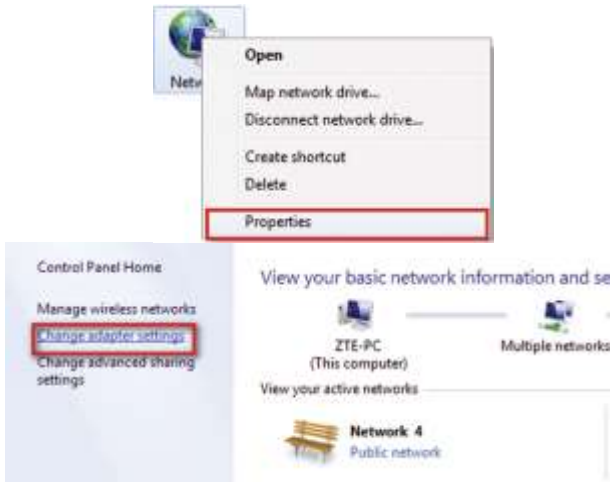 Open
Netw
Map network drive...
Disconnect network drive...
Create shortcut
Delete
Properties
Control Panel Home
Manage wireless networks
Change adapter settings
Change advanced sharing
settings
View your basic network information and se
ZTE-PC
(This computer)
Multiple networks
View your active networks
Network 4
Public network